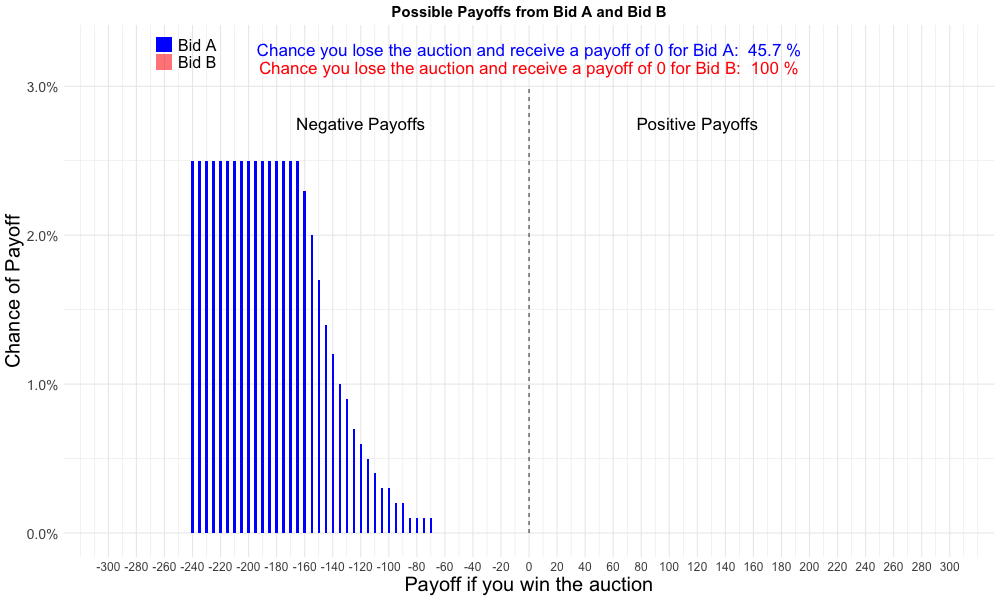 Possible Payoffs from Bid A and Bid B
Bid A
Bid B
Chance you lose the auction and receive a payoff of 0 for Bid A:  45.7 %
Chance you lose the auction and receive a payoff of 0 for Bid B:  100 %
Negative Payoffs
Positive Payoffs
Chance of Payoff
3.0%
2.0%
1.0%
0.0%
-300 -280 -260 -240 -220 -200 -180 -160 -140 -120 -100 -80 -60 -40 -20 0 20 40 60 80 100 120 140 160 180 200 220 240 260 280 300
Payoff if you win the auction